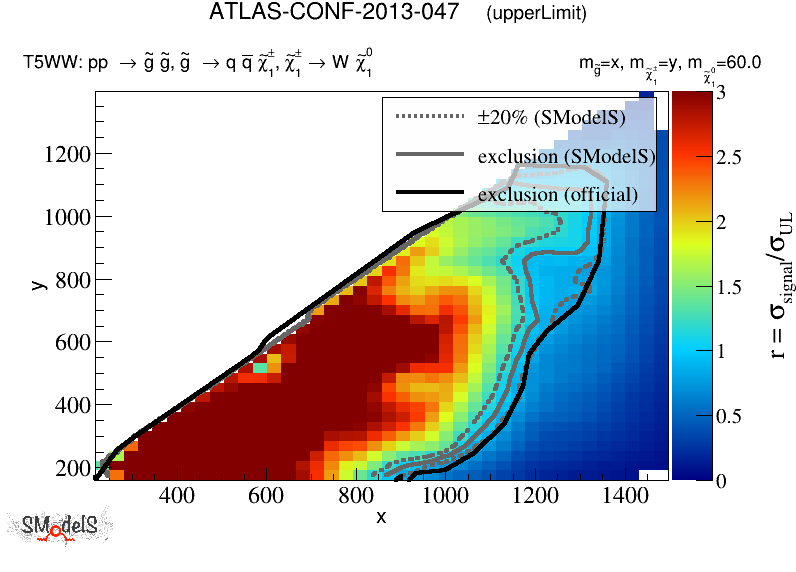 ATLAS-CONF-2013-047 (upperLimit)
T5WW: pp → g̃ g̃, g̃ → q q̅ χ̃₁±, χ̃₁± → W χ̃₁⁰
m_g̃=x, m_χ̃₁±=y, m_χ̃₁⁰=60.0
±20% (SModelS)
exclusion (SModelS)
exclusion (official)
1200
1000
800
600
400
200
y
400 600 800 1000 1200 1400
x
3
2.5
2
1.5
1
0.5
0
r = σ_signal/σ_UL
SModelS